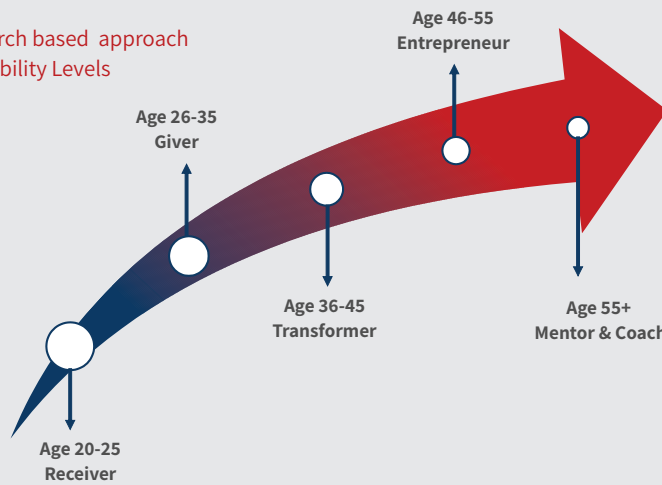 rch based approach
bility Levels
Age 46-55
Entrepreneur
Age 26-35
Giver
Age 36-45
Transformer
Age 55+
Mentor & Coach
Age 20-25
Receiver